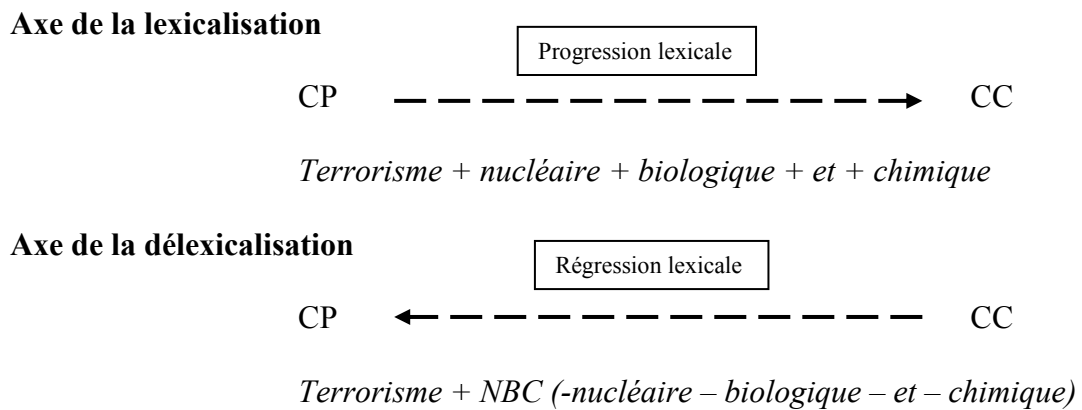 Axe de la lexicalisation
Progression lexicale
CP CC
Terrorisme + nucléaire + biologique + et + chimique
Axe de la délexicalisation
Régression lexicale
CP CC
Terrorisme + NBC (-nucléaire – biologique – et – chimique)